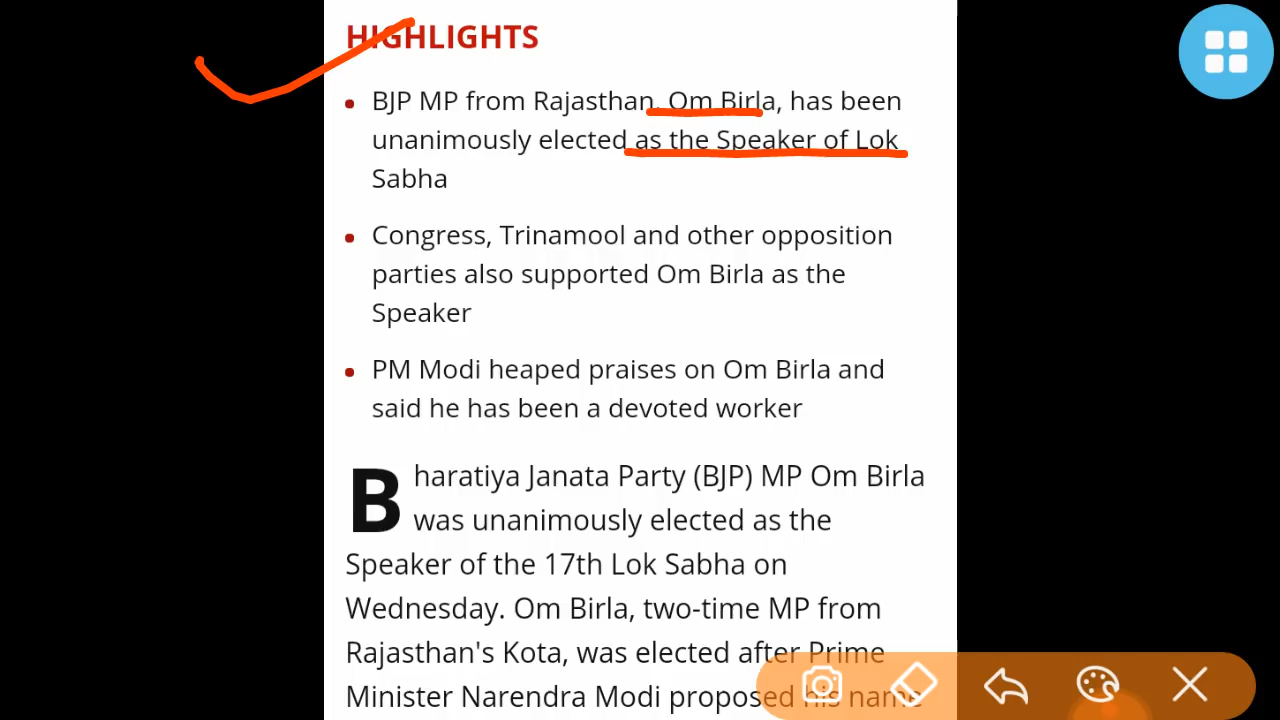 HIGHLIGHTS
BJP MP from Rajasthan, Om Birla, has been
unanimously elected as the Speaker of Lok
Sabha
Congress, Trinamool and other opposition
parties also supported Om Birla as the
Speaker
PM Modi heaped praises on Om Birla and
said he has been a devoted worker
Bharatiya Janata Party (BJP) MP Om Birla
was unanimously elected as the
Speaker of the 17th Lok Sabha on
Wednesday. Om Birla, two-time MP from
Rajasthan's Kota, was elected after Prime
Minister Narendra Modi proposed his name